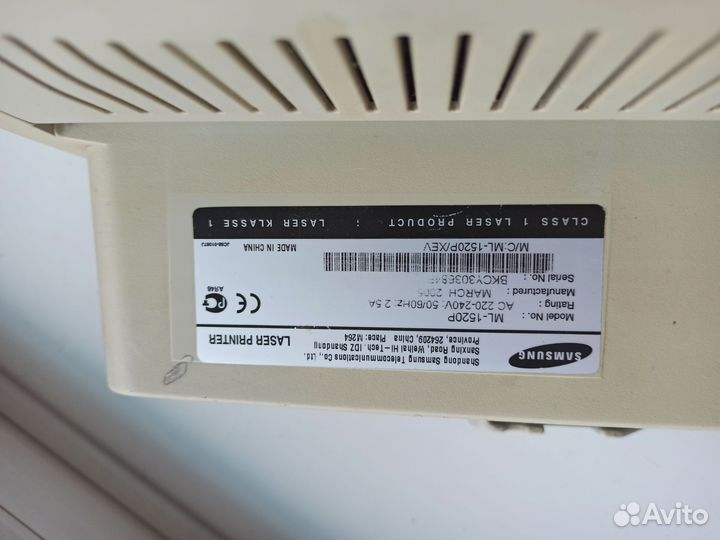 SAMSUNG
Shandong Samsung Telecommunications Co., Ltd.
Sanxing Road, Weihai Hi-Tech. IDZ Shandong
Province, 264209, China Place: M264
LASER PRINTER
Model No.: ML-1520P
Rating: AC 220-240V; 50/60Hz; 2.5A
Manufactured: MARCH
Serial No.:
M/C:ML-1520P/XEV
MADE IN CHINA
AЯ46
CE
CLASS 1 LASER PRODUCT ; LASER KLASSE 1
Avito